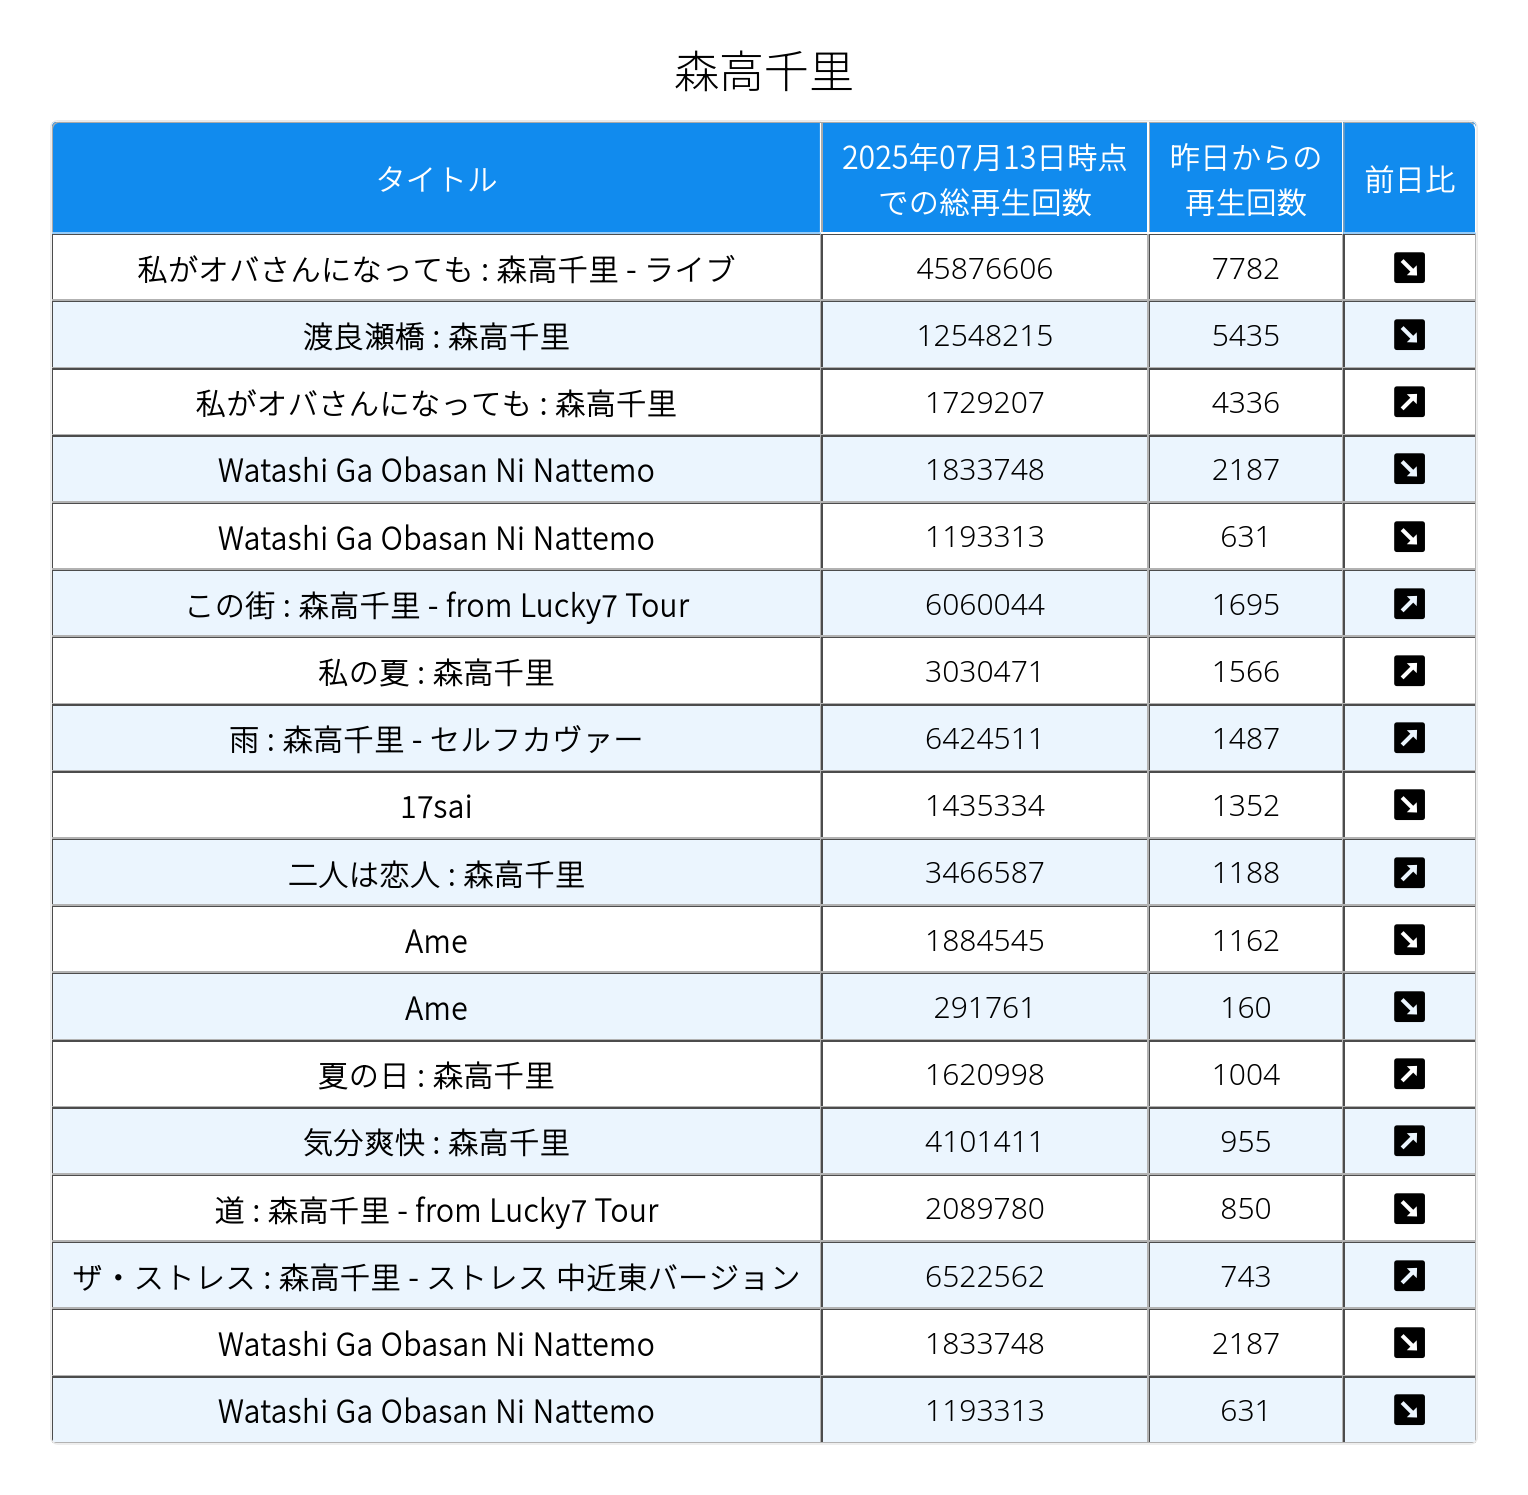 森高千里
タイトル 2025年07月13日時点での総再生回数 昨日からの再生回数 前日比
私がオバさんになっても : 森高千里 - ライブ 45876606 7782 ↘
渡良瀬橋 : 森高千里 12548215 5435 ↘
私がオバさんになっても : 森高千里 1729207 4336 ↗
Watashi Ga Obasan Ni Nattemo 1833748 2187 ↘
Watashi Ga Obasan Ni Nattemo 1193313 631 ↘
この街 : 森高千里 - from Lucky7 Tour 6060044 1695 ↗
私の夏 : 森高千里 3030471 1566 ↗
雨 : 森高千里 - セルフカヴァー 6424511 1487 ↗
17sai 1435334 1352 ↘
二人は恋人 : 森高千里 3466587 1188 ↗
Ame 1884545 1162 ↘
Ame 291761 160 ↘
夏の日 : 森高千里 1620998 1004 ↗
気分爽快 : 森高千里 4101411 955 ↗
道 : 森高千里 - from Lucky7 Tour 2089780 850 ↘
ザ・ストレス : 森高千里 - ストレス 中近東バージョン 6522562 743 ↗
Watashi Ga Obasan Ni Nattemo 1833748 2187 ↘
Watashi Ga Obasan Ni Nattemo 1193313 631 ↘